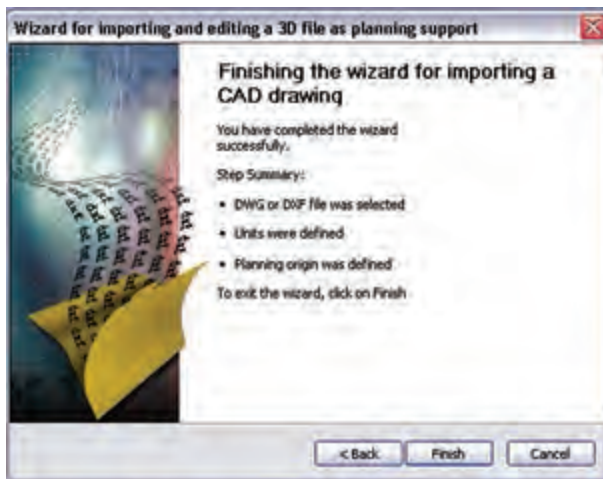 Wizard for importing and editing a 3D file as planning support
Finishing the wizard for importing a
CAD drawing
You have completed the wizard
successfully.
Step Summary:
• DWG or DXF file was selected
• Units were defined
• Planning origin was defined
To exit the wizard, click on Finish
< Back
Finish
Cancel